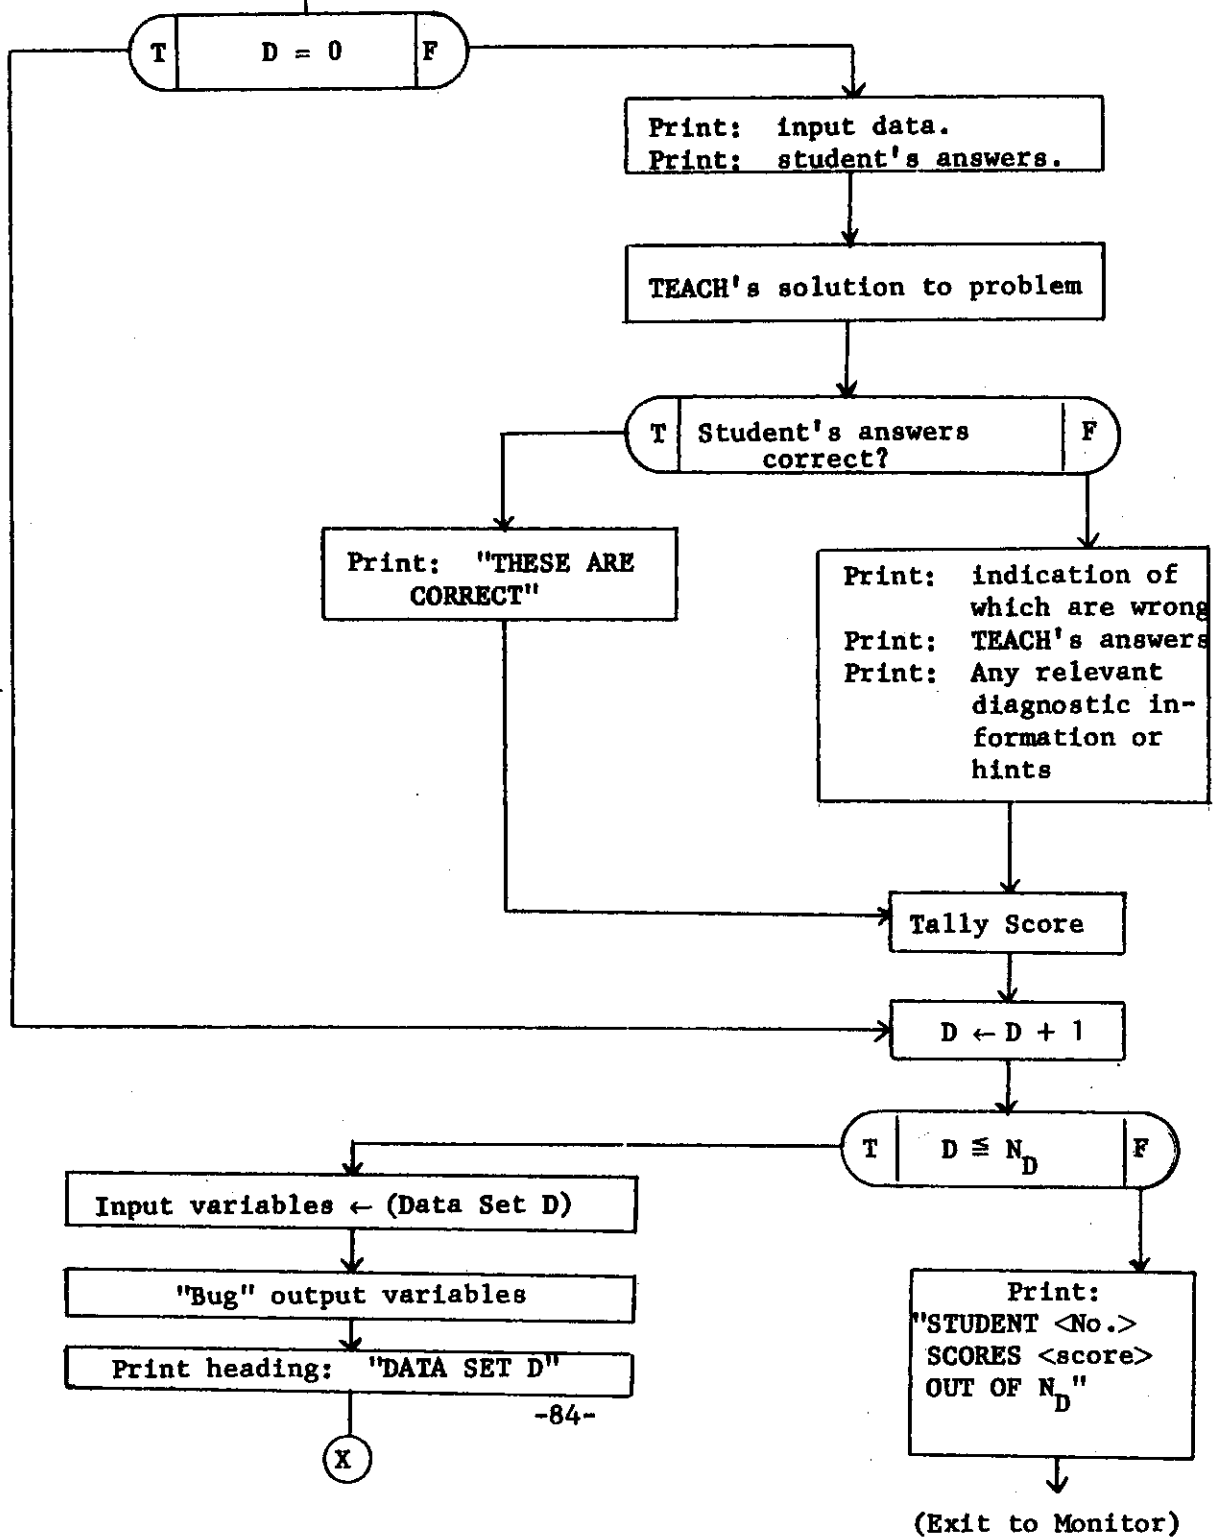 T D = 0 F
Print: input data.
Print: student's answers.
TEACH's solution to problem
T Student's answers F
correct?
Print: "THESE ARE
CORRECT"
Print: indication of
which are wrong
Print: TEACH's answers
Print: Any relevant
diagnostic in-
formation or
hints
Tally Score
D ← D + 1
T D ≦ N_D F
Input variables ← (Data Set D)
"Bug" output variables
Print heading: "DATA SET D"
-84-
X
Print:
"STUDENT <No.>
SCORES <score>
OUT OF N_D"
(Exit to Monitor)